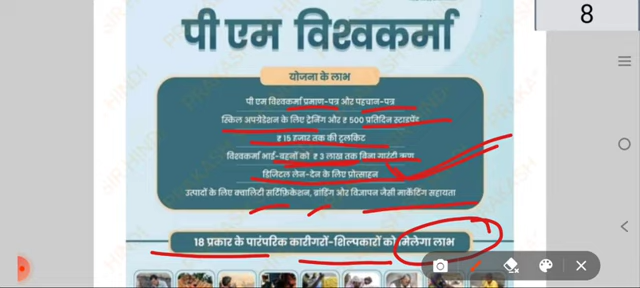 8
पी एम विश्वकर्मा
योजना के लाभ
पी एम विश्वकर्मा प्रमाण-पत्र और पहचान-पत्र
स्किल अपग्रेडेशन के लिए ट्रेनिंग और ₹ 500 प्रतिदिन स्टाइपेंड
₹ 15 हजार तक की टूलकिट
विश्वकर्मा भाई-बहनों को ₹ 3 लाख तक बिना गारंटी ऋण
डिजिटल लेन-देन के लिए प्रोत्साहन
उत्पादों के लिए क्वालिटी सर्टिफिकेशन, ब्रांडिंग और विज्ञापन जैसी मार्केटिंग सहायता
18 प्रकार के पारंपरिक कारीगरों-शिल्पकारों को मिलेगा लाभ